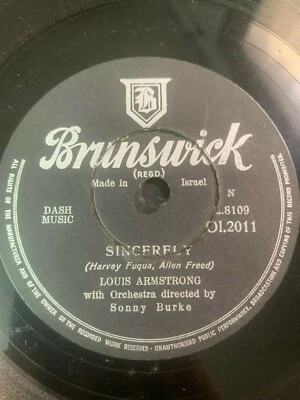 B
Brunswick
(REGD.)
Made in Israel
N
DASH
MUSIC
.8109
OI.2011
SINCERELY
(Harvey Fuqua, Allen Freed)
LOUIS ARMSTRONG
with Orchestra directed by
Sonny Burke
ALL RIGHTS OF THE MANUFACTURER AND OF THE OWNER OF THE RECORDED WORK RESERVED - UNAUTHORISED PUBLIC PERFORMANCE, BROADCASTING AND COPYING OF THIS RECORD PROHIBITED